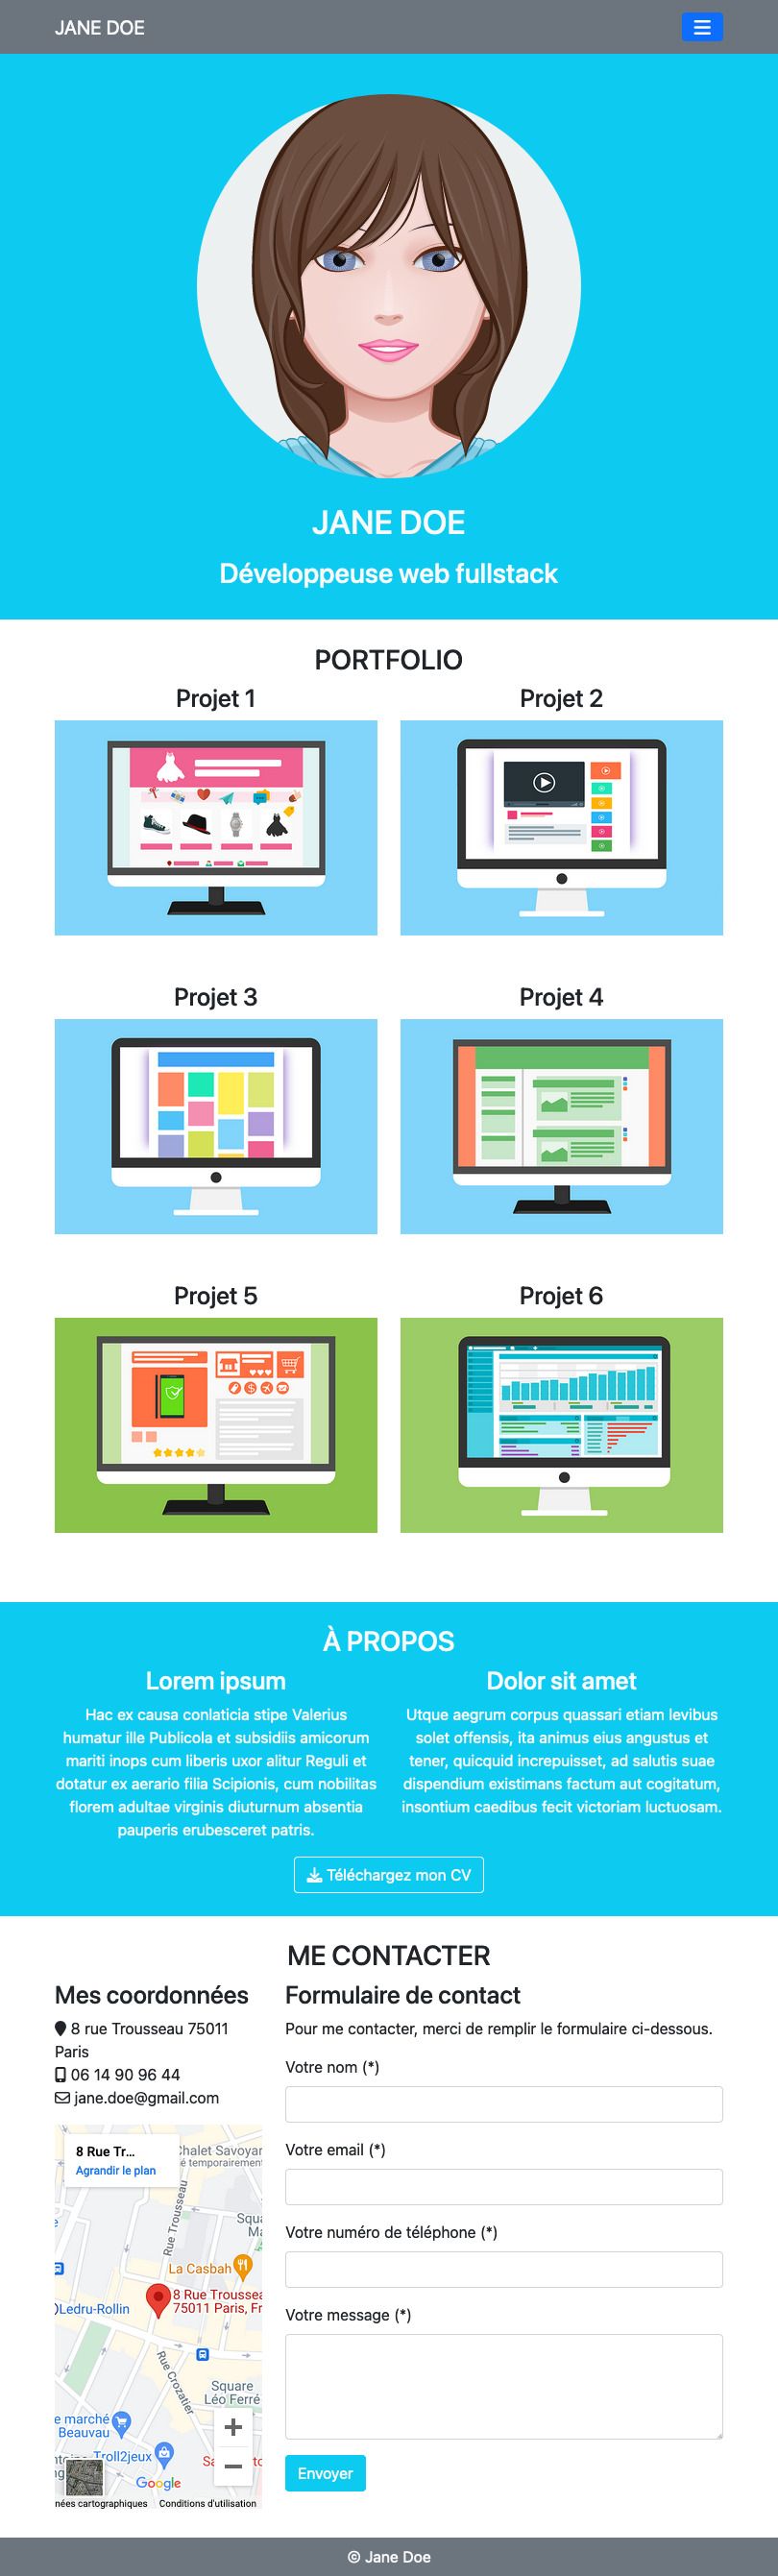 JANE DOE
JANE DOE
Développeuse web fullstack
PORTFOLIO
Projet 1
Projet 2
Projet 3
Projet 4
Projet 5
Projet 6
À PROPOS
Lorem ipsum
Hac ex causa conlaticia stipe Valerius
humatur ille Publicola et subsidiis amicorum
mariti inops cum liberis uxor alitur Reguli et
dotatur ex aerario filia Scipionis, cum nobilitas
florem adultae virginis diuturnum absentia
pauperis erubesceret patris.
Dolor sit amet
Utque aegrum corpus quassari etiam levibus
solet offensis, ita animus eius angustus et
tener, quicquid increpuisset, ad salutis suae
dispendium existimans factum aut cogitatum,
insontium caedibus fecit victoriam luctuosam.
Téléchargez mon CV
ME CONTACTER
Mes coordonnées
8 rue Trousseau 75011
Paris
06 14 90 96 44
jane.doe@gmail.com
8 Rue Tr...
Agrandir le plan
Chalet Savoyar
é temporairement
Rue Trousseau
Squa
Ma
La Casbah
8 Rue Troussea
75011 Paris, Fr
Ledru-Rollin
Rue Crozatier
Square
Léo Ferré
e marché
Beauvau
Troll2jeux
Google
nées cartographiques
Conditions d'utilisation
Formulaire de contact
Pour me contacter, merci de remplir le formulaire ci-dessous.
Votre nom (*)
Votre email (*)
Votre numéro de téléphone (*)
Votre message (*)
Envoyer
© Jane Doe